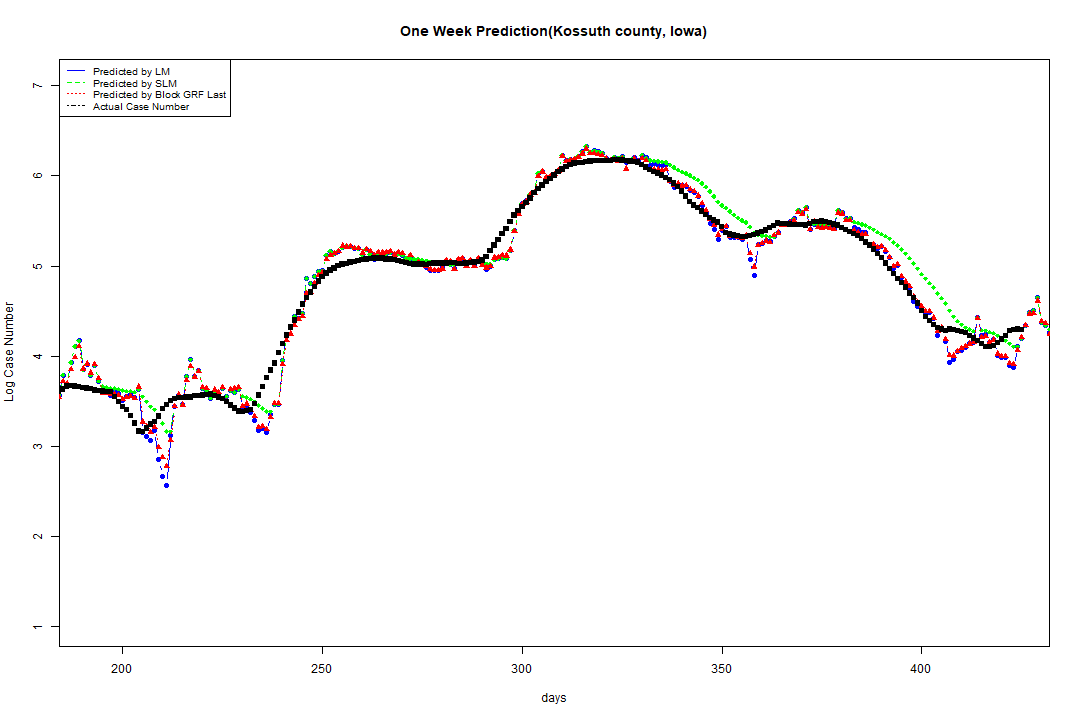 One Week Prediction(Kossuth county, Iowa)
Predicted by LM
Predicted by SLM
Predicted by Block GRF Last
Actual Case Number
7
6
5
4
3
2
1
Log Case Number
200 250 300 350 400
days